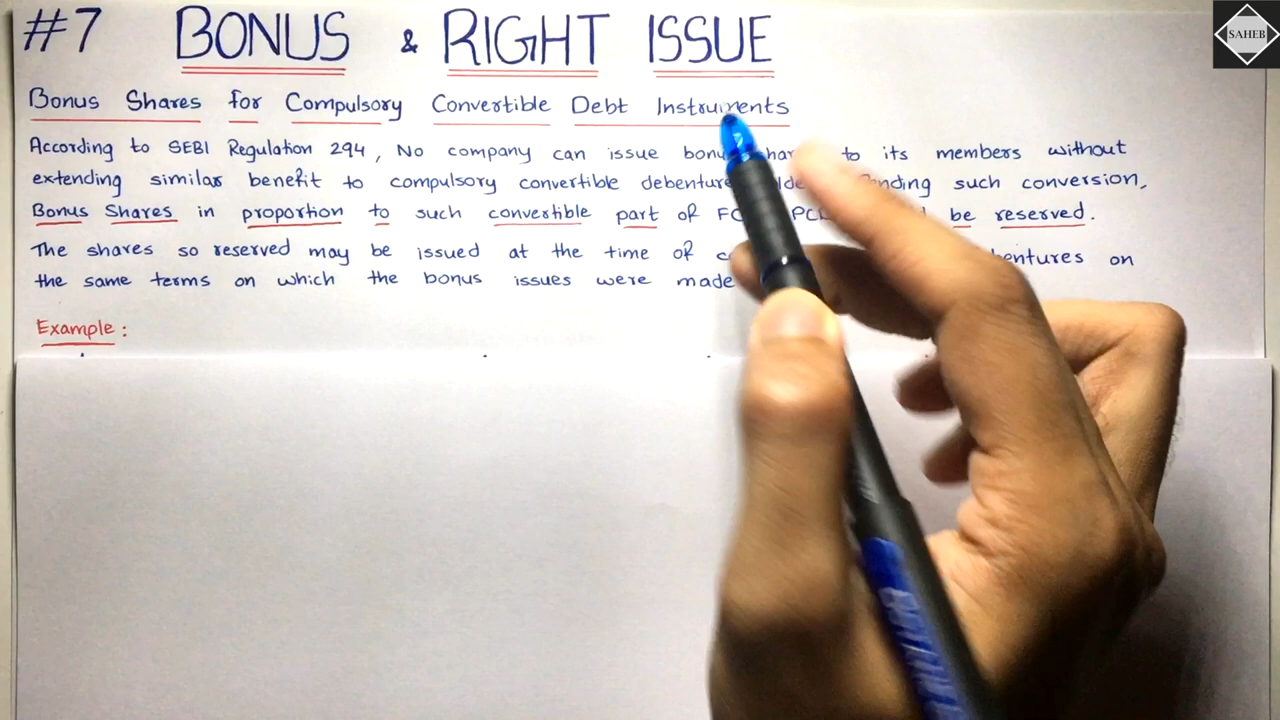 #7 BONUS & RIGHT ISSUE
SAHEB
Bonus Shares for Compulsory Convertible Debt Instruments
According to SEBI Regulation 294, No company can issue to its members without
extending similar benefit to compulsory convertible such conversion,
Bonus Shares in proportion to such convertible part of be reserved.
The shares so reserved may be issued at the time of on
the same terms on which the bonus issues were made
Example: